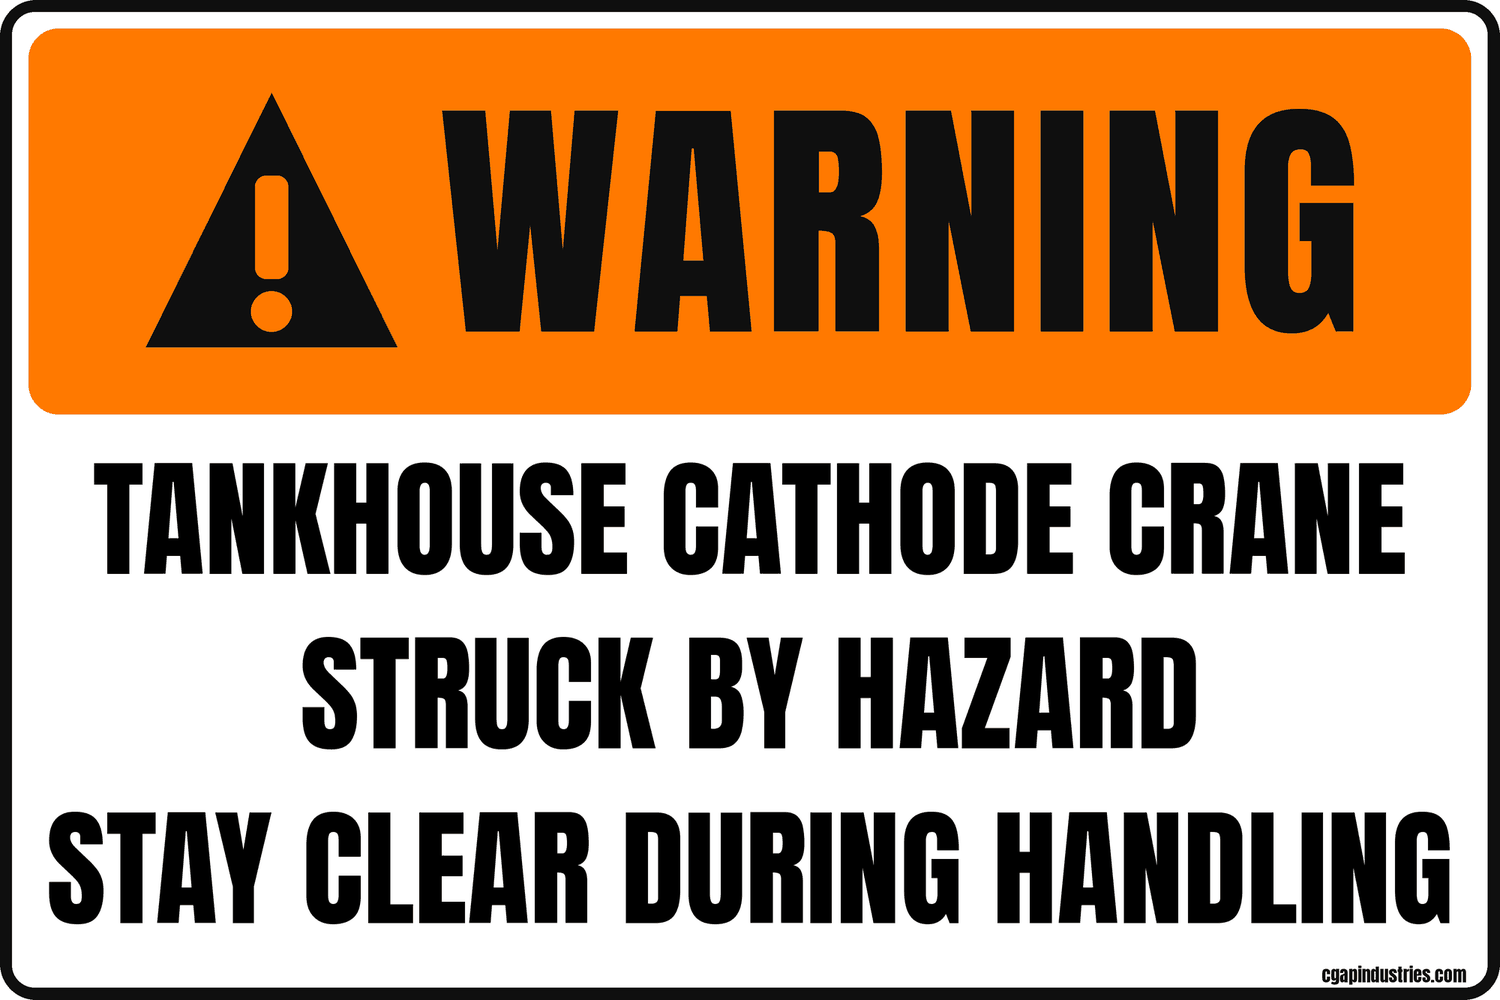 WARNING
TANKHOUSE CATHODE CRANE
STRUCK BY HAZARD
STAY CLEAR DURING HANDLING
cgapindustries.com